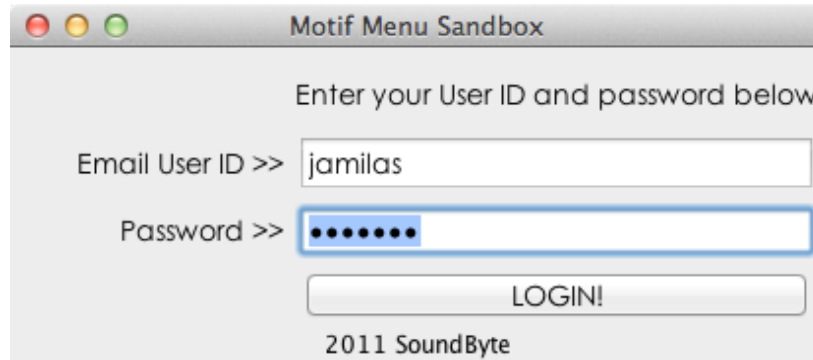 Motif Menu Sandbox
Enter your User ID and password below
Email User ID >> jamilas
Password >> •••••••
LOGIN!
2011 SoundByte